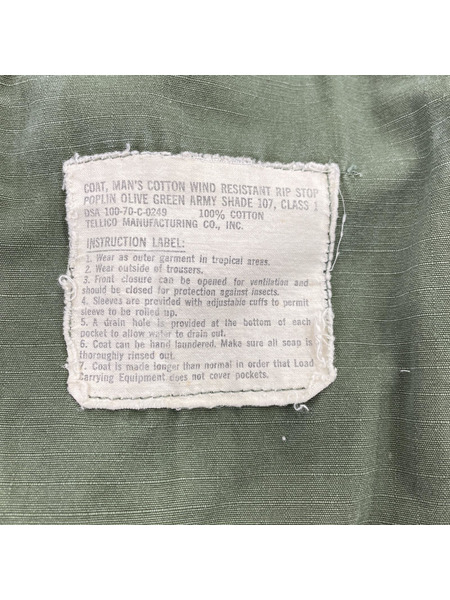 COAT, MAN'S COTTON WIND RESISTANT RIP STOP
POPLIN OLIVE GREEN ARMY SHADE 107, CLASS 1
DSA 100-70-C-0249 100% COTTON
TELLICO MANUFACTURING CO., INC.
INSTRUCTION LABEL:
1. Wear as outer garment in tropical areas.
2. Wear outside of trousers.
3. Front closure can be opened for ventilation and
should be closed for protection against insects.
4. Sleeves are provided with adjustable cuffs to permit
sleeve to be rolled up.
5. A drain hole is provided at the bottom of each
pocket to allow water to drain out.
6. Coat can be hand laundered. Make sure all soap is
thoroughly rinsed out.
7. Coat is made longer than normal in order that Load
Carrying Equipment does not cover pockets.